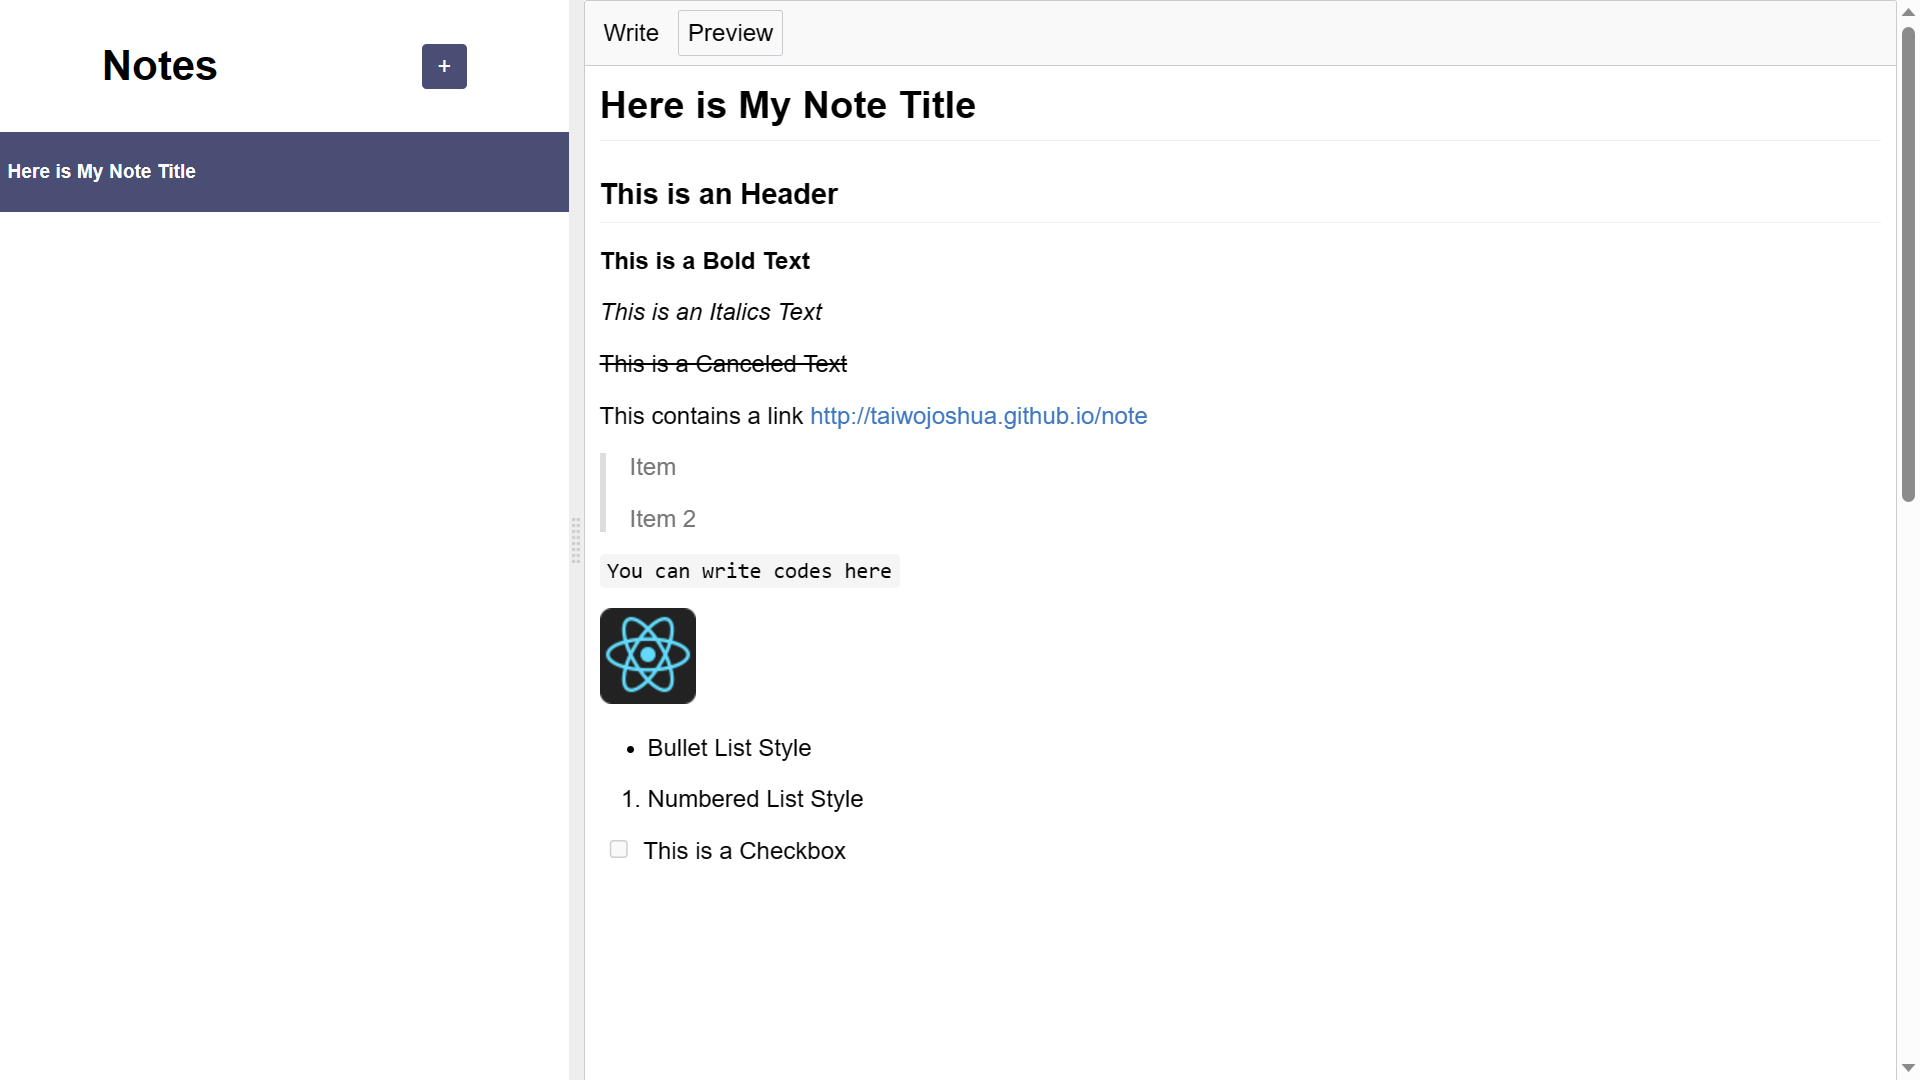 Notes
+
Here is My Note Title
Write
Preview
Here is My Note Title
This is an Header
This is a Bold Text
This is an Italics Text
This is a Canceled Text
This contains a link http://taiwojoshua.github.io/note
Item
Item 2
You can write codes here
• Bullet List Style
1. Numbered List Style
This is a Checkbox